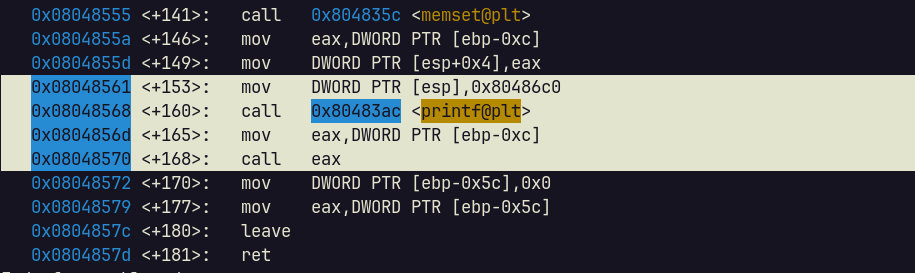 0x08048555 <+141>: call 0x804835c <memset@plt>
0x0804855a <+146>: mov eax,DWORD PTR [ebp-0xc]
0x0804855d <+149>: mov DWORD PTR [esp+0x4],eax
0x08048561 <+153>: mov DWORD PTR [esp],0x80486c0
0x08048568 <+160>: call 0x80483ac <printf@plt>
0x0804856d <+165>: mov eax,DWORD PTR [ebp-0xc]
0x08048570 <+168>: call eax
0x08048572 <+170>: mov DWORD PTR [ebp-0x5c],0x0
0x08048579 <+177>: mov eax,DWORD PTR [ebp-0x5c]
0x0804857c <+180>: leave
0x0804857d <+181>: ret